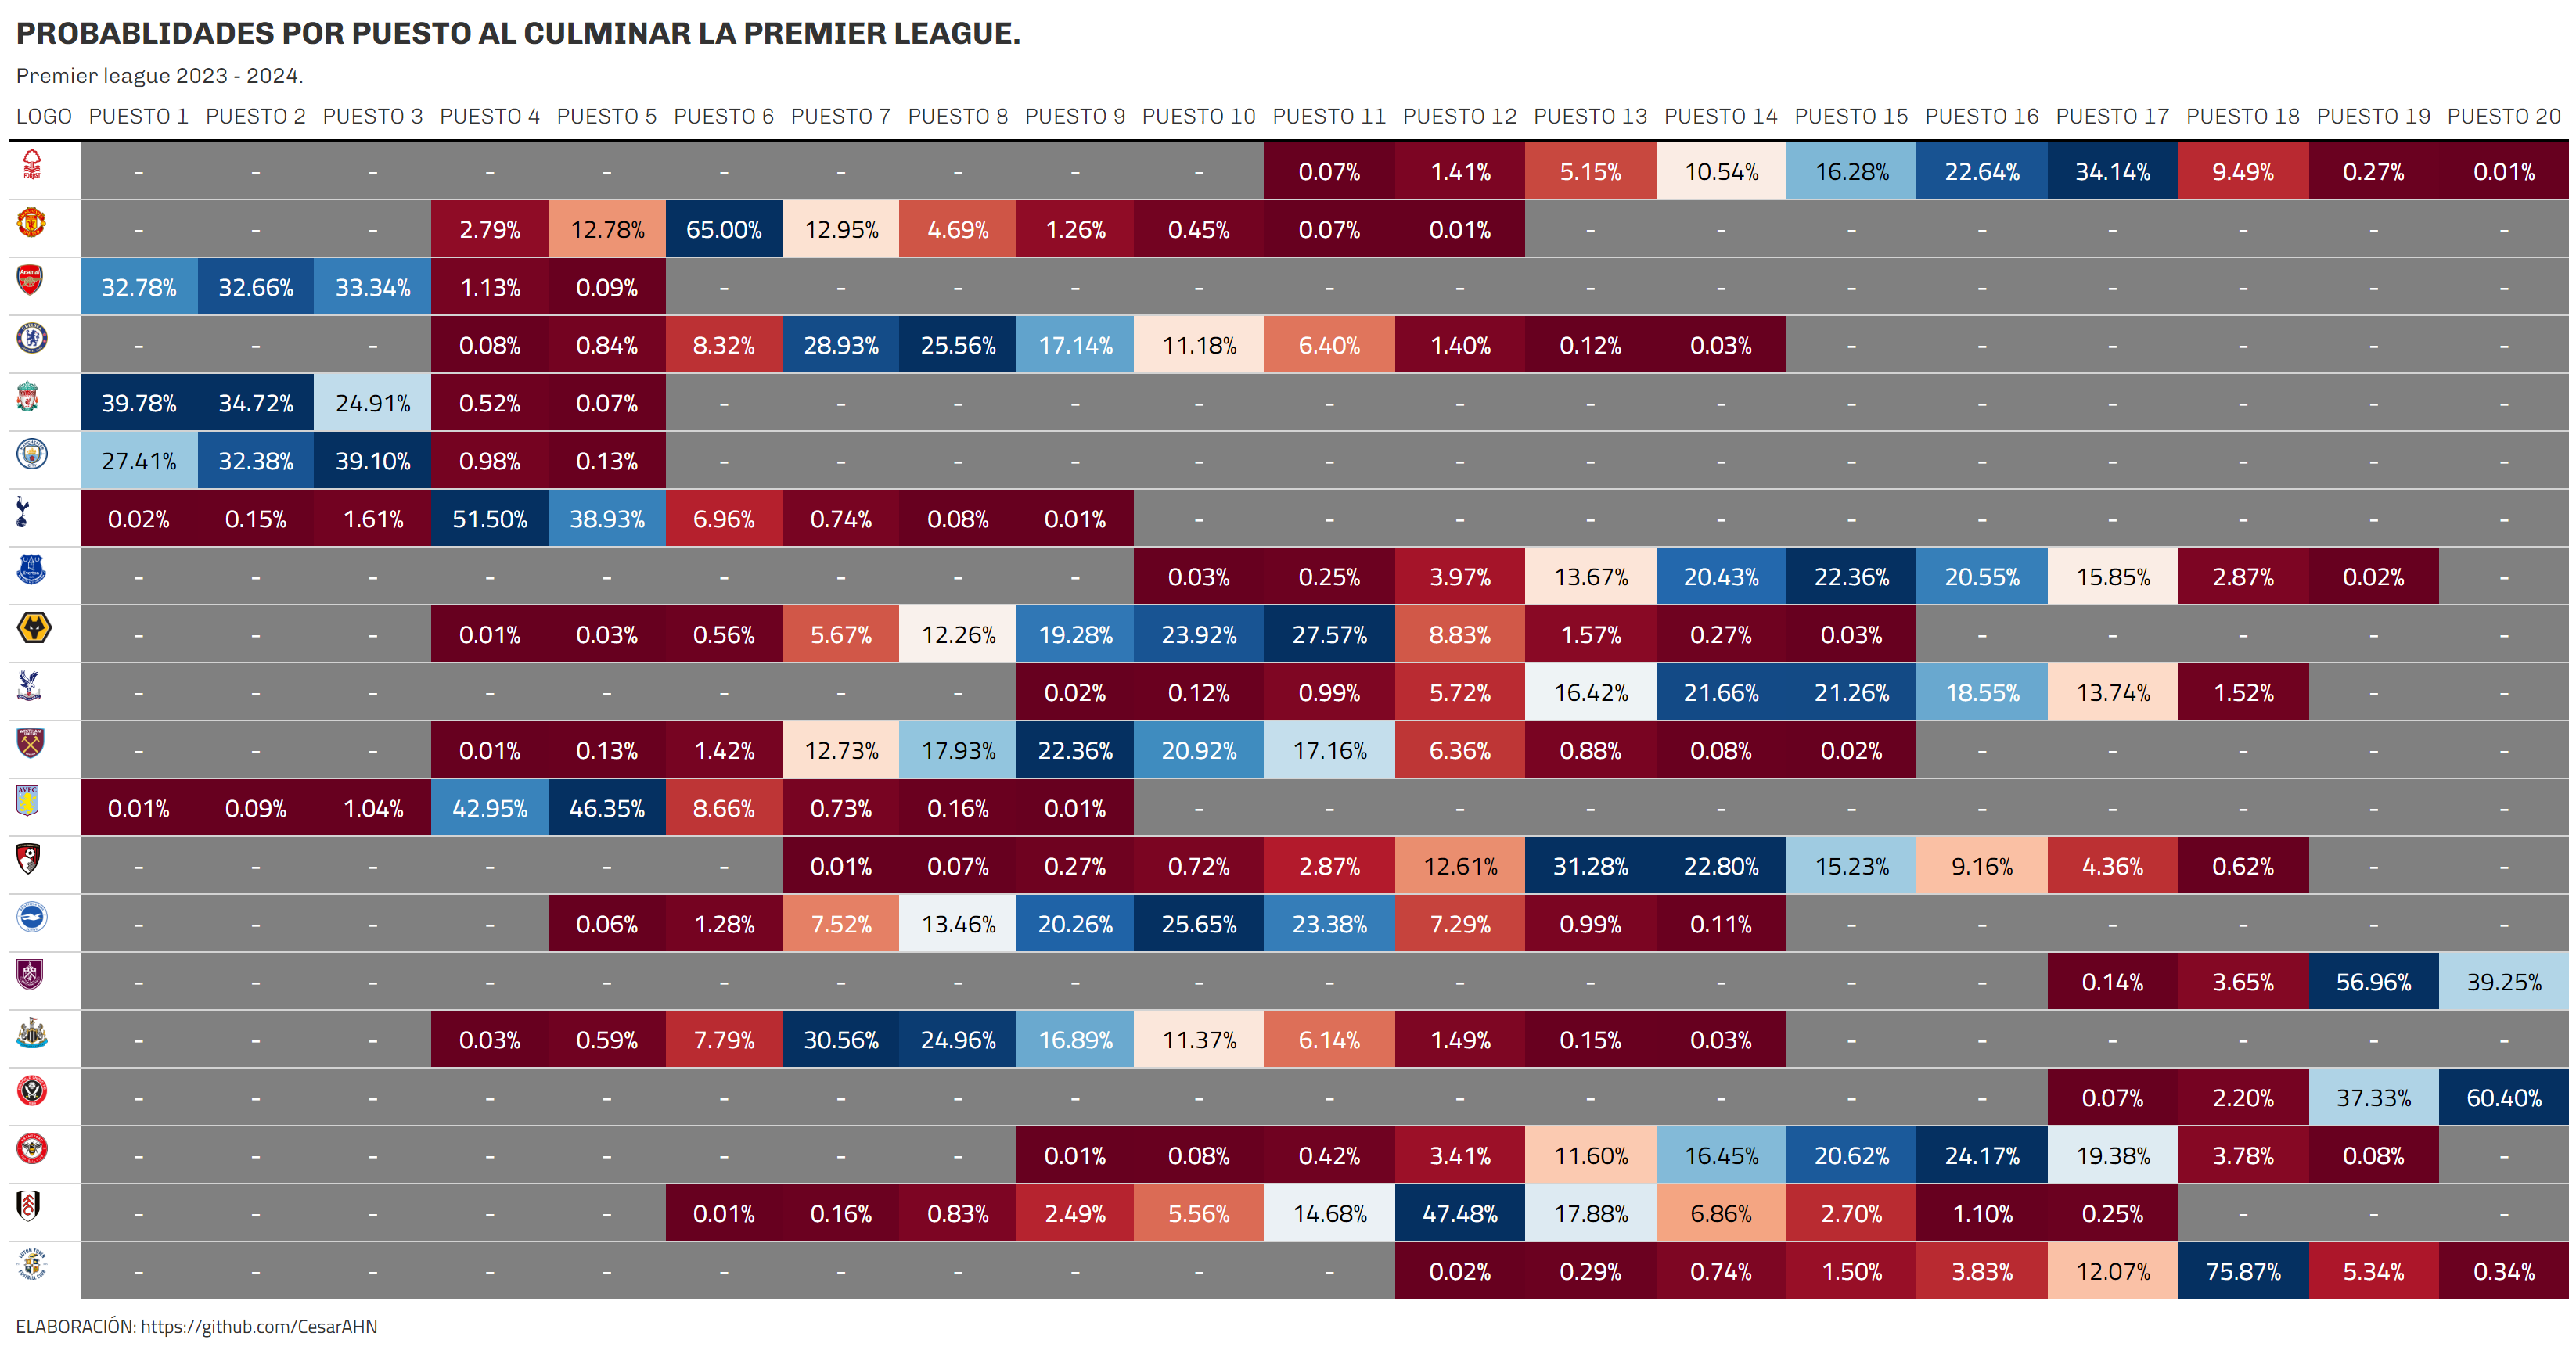 PROBABLIDADES POR PUESTO AL CULMINAR LA PREMIER LEAGUE.
Premier league 2023 - 2024.
LOGO PUESTO 1 PUESTO 2 PUESTO 3 PUESTO 4 PUESTO 5 PUESTO 6 PUESTO 7 PUESTO 8 PUESTO 9 PUESTO 10 PUESTO 11 PUESTO 12 PUESTO 13 PUESTO 14 PUESTO 15 PUESTO 16 PUESTO 17 PUESTO 18 PUESTO 19 PUESTO 20
FOREST - - - - - - - - - - 0.07% 1.41% 5.15% 10.54% 16.28% 22.64% 34.14% 9.49% 0.27% 0.01%
- - - 2.79% 12.78% 65.00% 12.95% 4.69% 1.26% 0.45% 0.07% 0.01% - - - - - - - -
Arsenal 32.78% 32.66% 33.34% 1.13% 0.09% - - - - - - - - - - - - - - -
- - - 0.08% 0.84% 8.32% 28.93% 25.56% 17.14% 11.18% 6.40% 1.40% 0.12% 0.03% - - - - - -
39.78% 34.72% 24.91% 0.52% 0.07% - - - - - - - - - - - - - - -
27.41% 32.38% 39.10% 0.98% 0.13% - - - - - - - - - - - - - - -
0.02% 0.15% 1.61% 51.50% 38.93% 6.96% 0.74% 0.08% 0.01% - - - - - - - - - - -
Everton - - - - - - - - - 0.03% 0.25% 3.97% 13.67% 20.43% 22.36% 20.55% 15.85% 2.87% 0.02% -
- - - 0.01% 0.03% 0.56% 5.67% 12.26% 19.28% 23.92% 27.57% 8.83% 1.57% 0.27% 0.03% - - - - -
- - - - - - - - 0.02% 0.12% 0.99% 5.72% 16.42% 21.66% 21.26% 18.55% 13.74% 1.52% - -
- - - 0.01% 0.13% 1.42% 12.73% 17.93% 22.36% 20.92% 17.16% 6.36% 0.88% 0.08% 0.02% - - - - -
AVFC 0.01% 0.09% 1.04% 42.95% 46.35% 8.66% 0.73% 0.16% 0.01% - - - - - - - - - - -
- - - - - - 0.01% 0.07% 0.27% 0.72% 2.87% 12.61% 31.28% 22.80% 15.23% 9.16% 4.36% 0.62% - -
- - - - 0.06% 1.28% 7.52% 13.46% 20.26% 25.65% 23.38% 7.29% 0.99% 0.11% - - - - - -
- - - - - - - - - - - - - - - - 0.14% 3.65% 56.96% 39.25%
- - - 0.03% 0.59% 7.79% 30.56% 24.96% 16.89% 11.37% 6.14% 1.49% 0.15% 0.03% - - - - - -
- - - - - - - - - - - - - - - - 0.07% 2.20% 37.33% 60.40%
- - - - - - - - 0.01% 0.08% 0.42% 3.41% 11.60% 16.45% 20.62% 24.17% 19.38% 3.78% 0.08% -
- - - - - 0.01% 0.16% 0.83% 2.49% 5.56% 14.68% 47.48% 17.88% 6.86% 2.70% 1.10% 0.25% - - -
LUTON TOWN FOOTBALL CLUB - - - - - - - - - - - 0.02% 0.29% 0.74% 1.50% 3.83% 12.07% 75.87% 5.34% 0.34%
ELABORACIÓN: https://github.com/CesarAHN